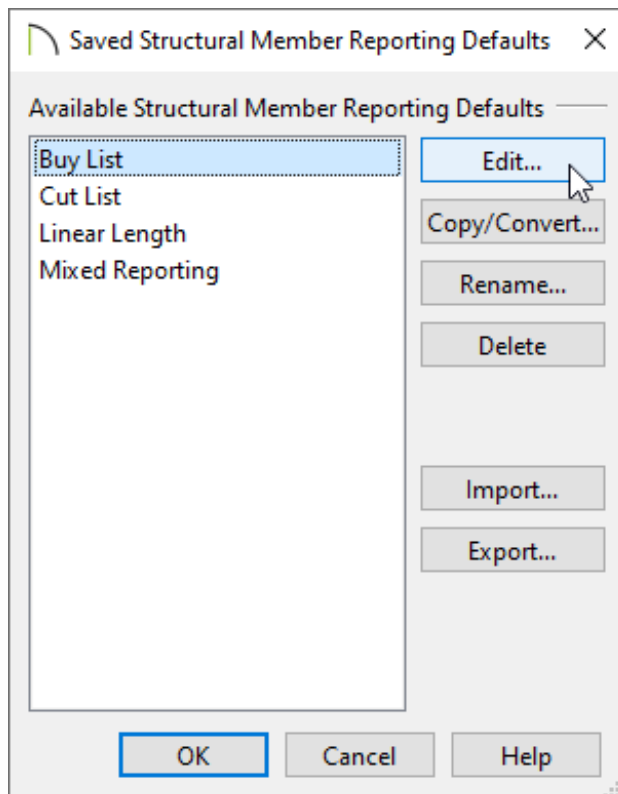 Saved Structural Member Reporting Defaults
Available Structural Member Reporting Defaults
Buy List
Cut List
Linear Length
Mixed Reporting
Edit...
Copy/Convert...
Rename...
Delete
Import...
Export...
OK
Cancel
Help